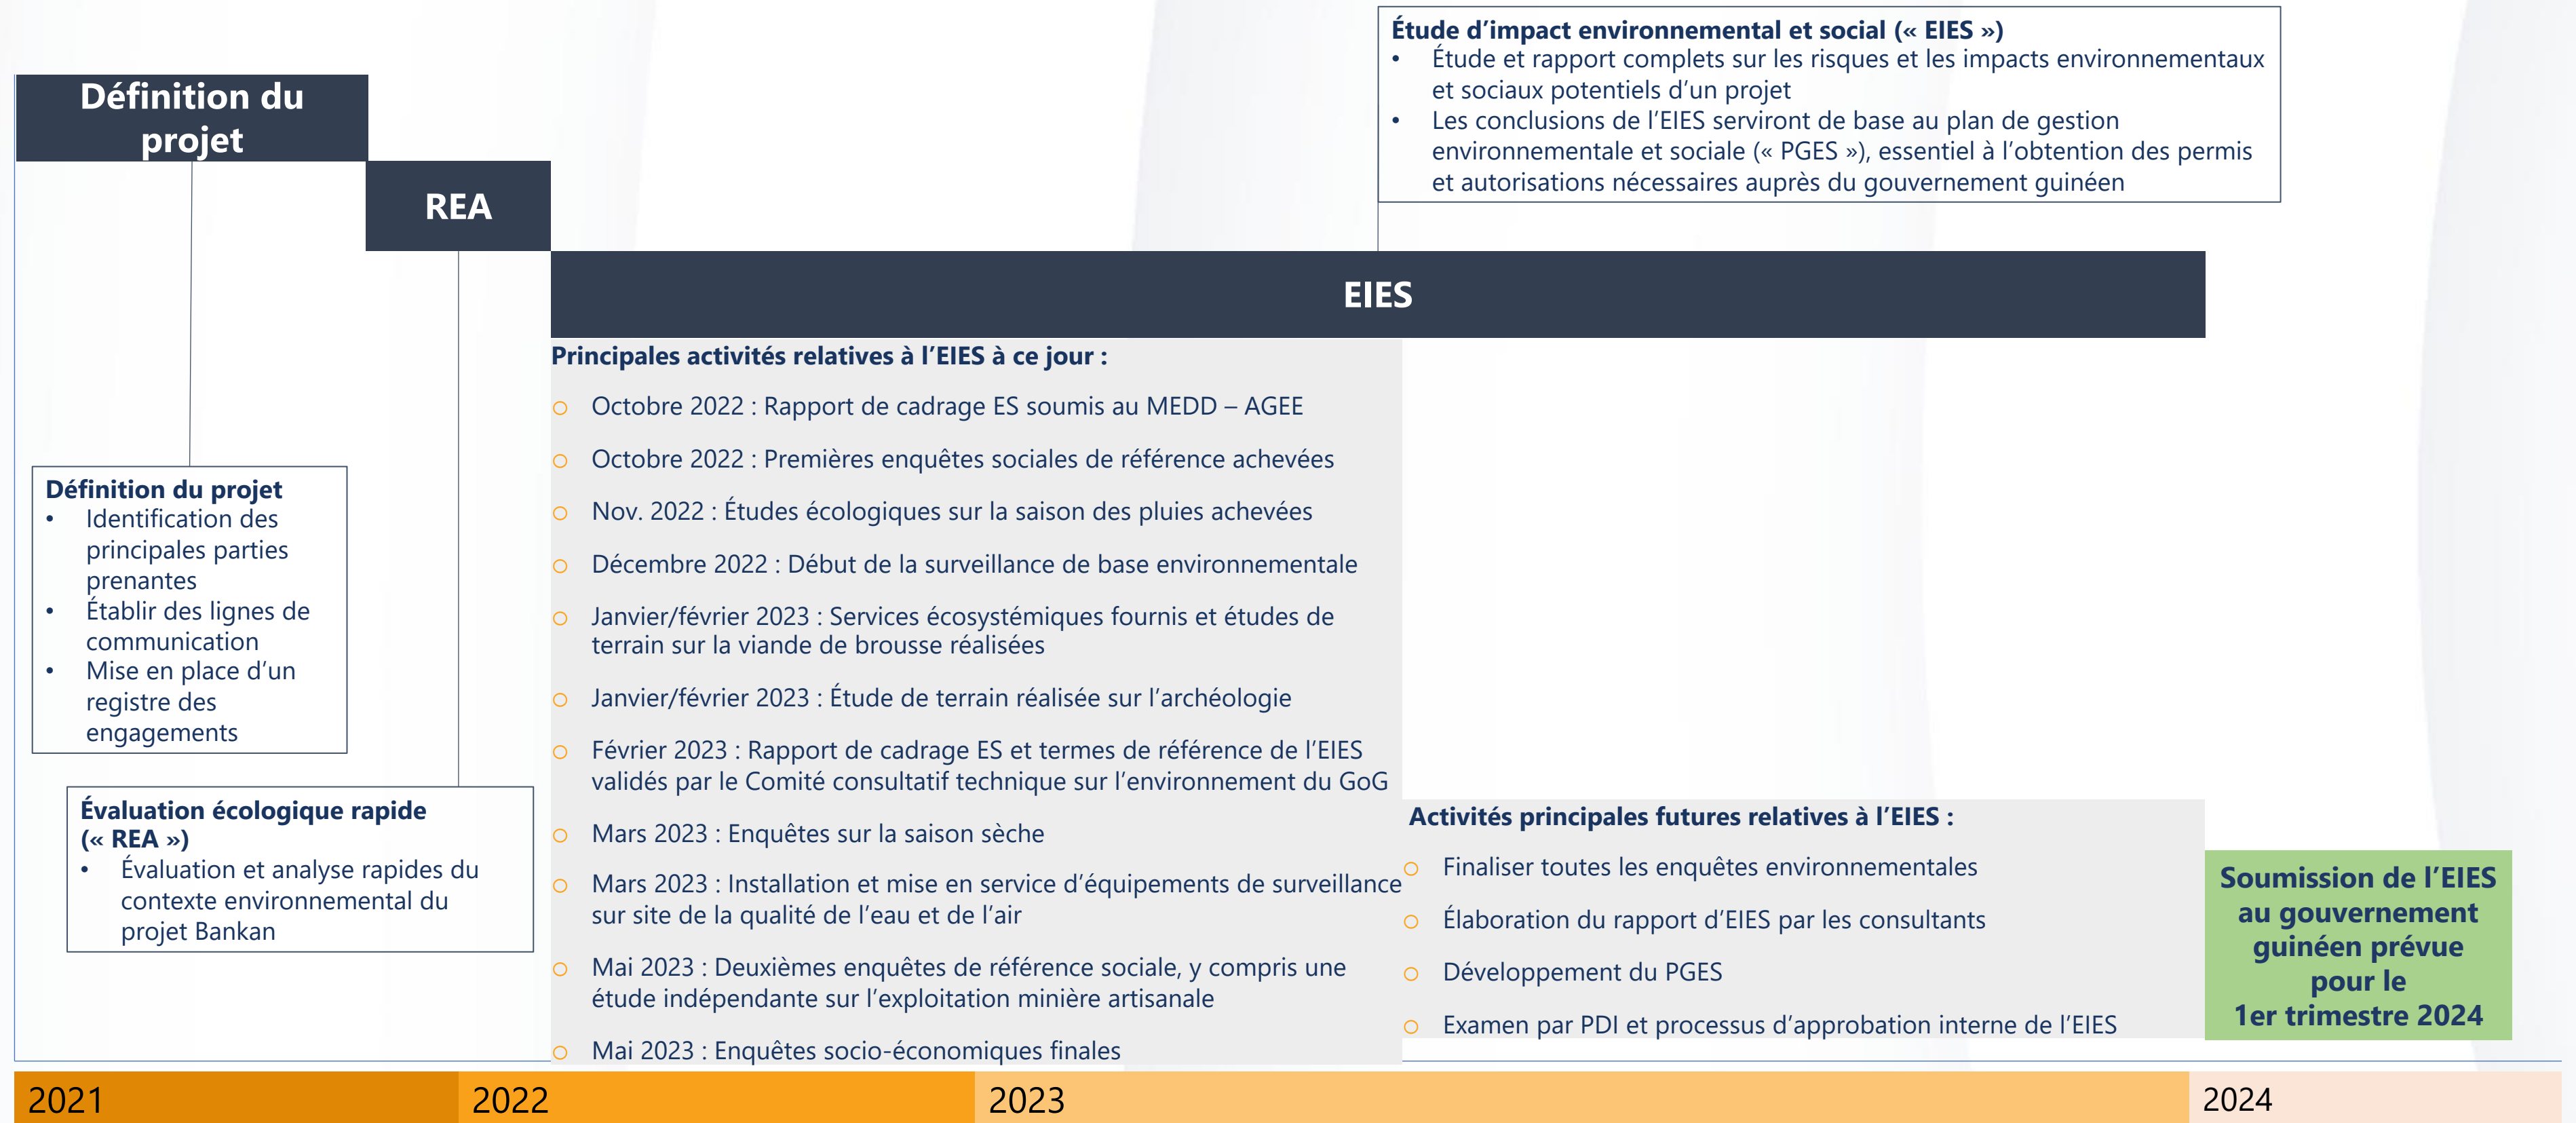 Étude d’impact environnemental et social (« EIES »)
• Étude et rapport complets sur les risques et les impacts environnementaux
et sociaux potentiels d’un projet
• Les conclusions de l’EIES serviront de base au plan de gestion
environnementale et sociale (« PGES »), essentiel à l’obtention des permis
et autorisations nécessaires auprès du gouvernement guinéen
Définition du
projet
REA
EIES
Définition du projet
• Identification des
principales parties
prenantes
• Établir des lignes de
communication
• Mise en place d’un
registre des
engagements
Évaluation écologique rapide
(« REA »)
• Évaluation et analyse rapides du
contexte environnemental du
projet Bankan
Principales activités relatives à l’EIES à ce jour :
o Octobre 2022 : Rapport de cadrage ES soumis au MEDD – AGEE
o Octobre 2022 : Premières enquêtes sociales de référence achevées
o Nov. 2022 : Études écologiques sur la saison des pluies achevées
o Décembre 2022 : Début de la surveillance de base environnementale
o Janvier/février 2023 : Services écosystémiques fournis et études de
terrain sur la viande de brousse réalisées
o Janvier/février 2023 : Étude de terrain réalisée sur l’archéologie
o Février 2023 : Rapport de cadrage ES et termes de référence de l’EIES
validés par le Comité consultatif technique sur l’environnement du GoG
o Mars 2023 : Enquêtes sur la saison sèche
o Mars 2023 : Installation et mise en service d’équipements de surveillance
sur site de la qualité de l’eau et de l’air
o Mai 2023 : Deuxièmes enquêtes de référence sociale, y compris une
étude indépendante sur l’exploitation minière artisanale
o Mai 2023 : Enquêtes socio-économiques finales
Activités principales futures relatives à l’EIES :
o Finaliser toutes les enquêtes environnementales
o Élaboration du rapport d’EIES par les consultants
o Développement du PGES
o Examen par PDI et processus d’approbation interne de l’EIES
Soumission de l’EIES
au gouvernement
guinéen prévue
pour le
1er trimestre 2024
2021
2022
2023
2024